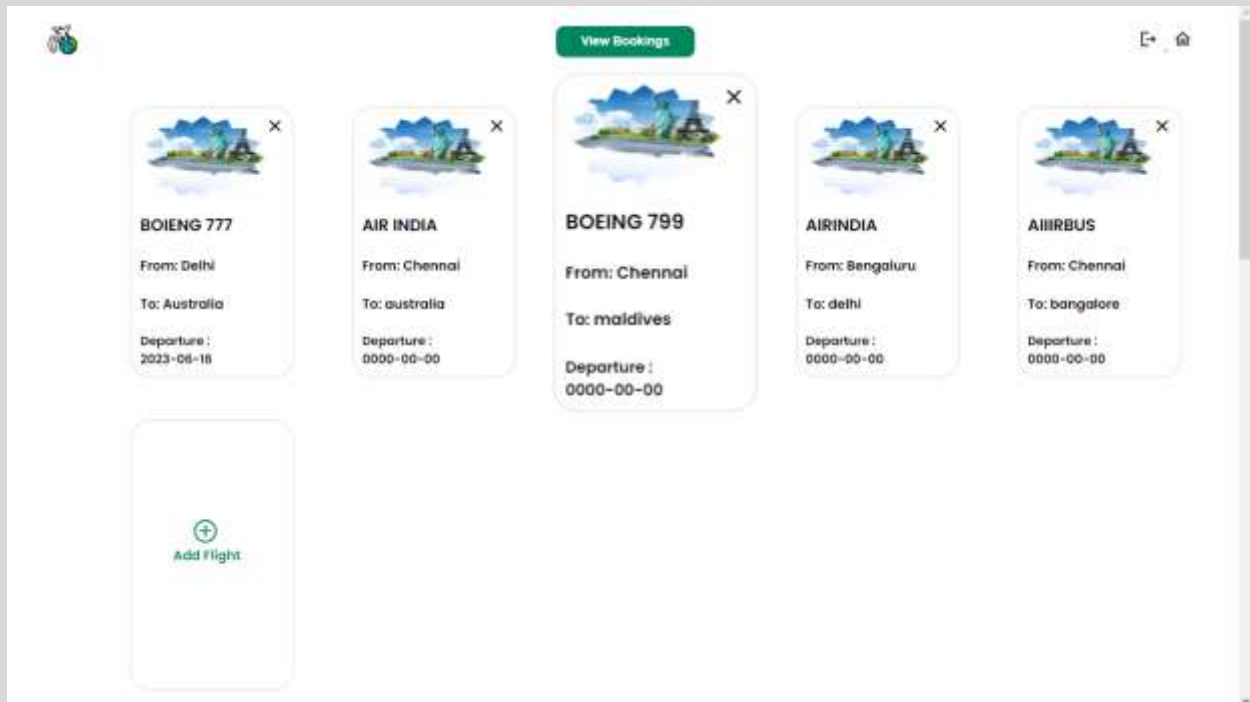 View Bookings
BOIENG 777
From: Delhi
To: Australia
Departure :
2023-06-16
AIR INDIA
From: Chennai
To: australia
Departure :
0000-00-00
BOEING 799
From: Chennai
To: maldives
Departure :
0000-00-00
AIRINDIA
From: Bengaluru
To: delhi
Departure :
0000-00-00
AIIIRBUS
From: Chennai
To: bangalore
Departure :
0000-00-00
Add Flight